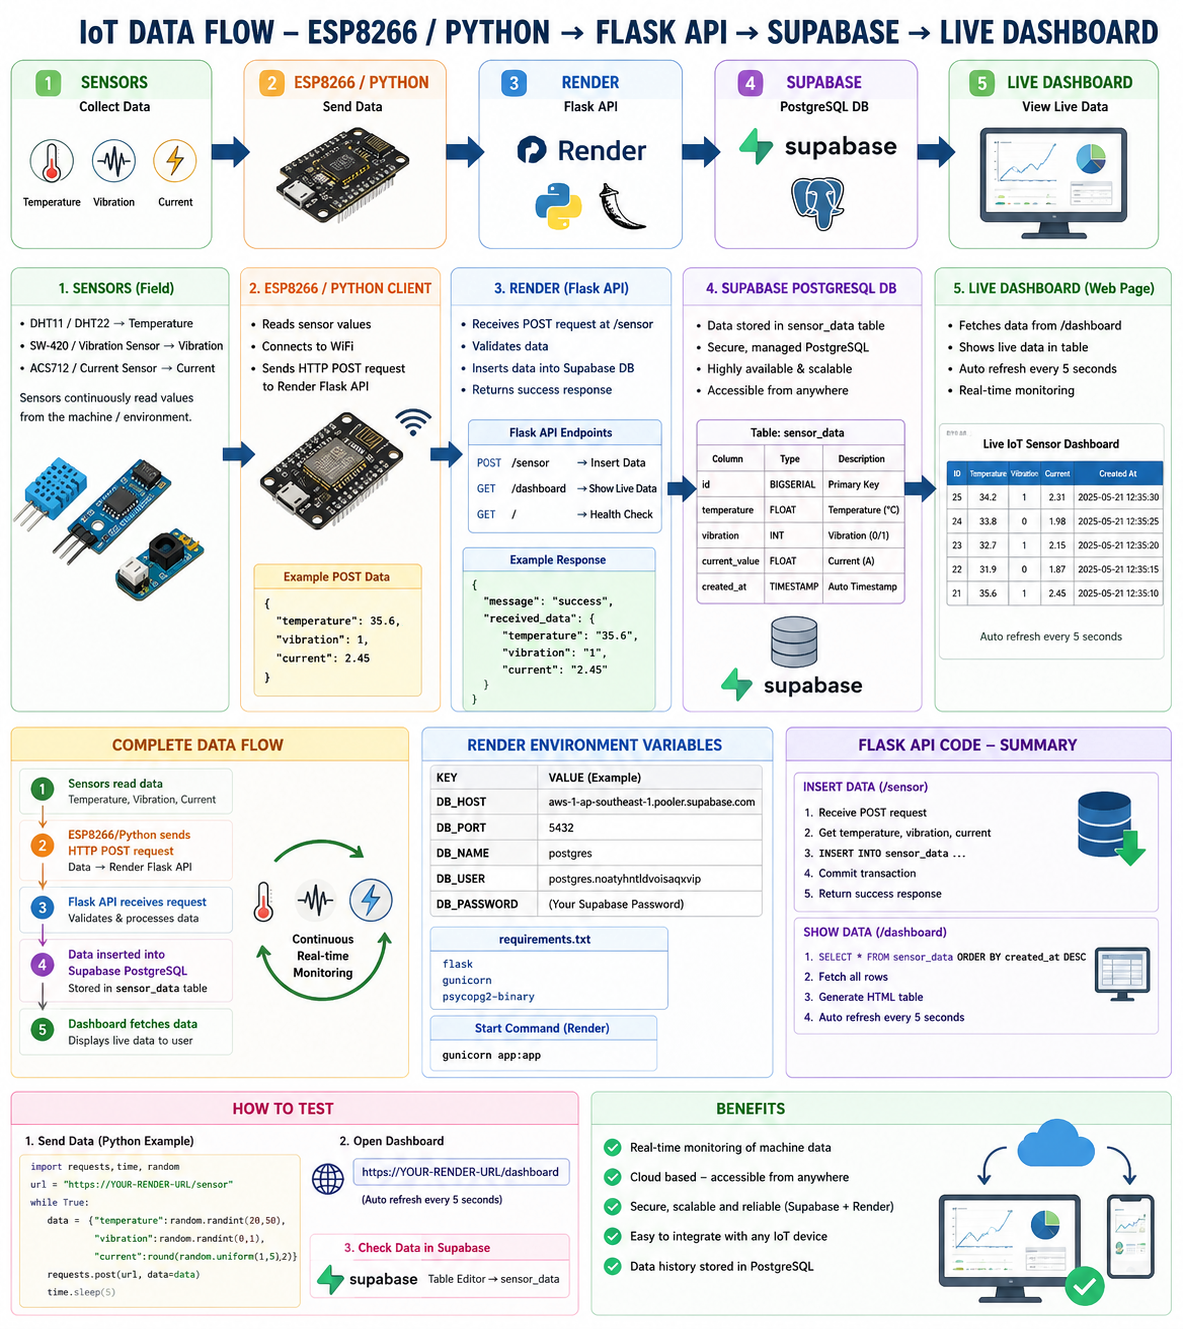 IoT DATA FLOW – ESP8266 / PYTHON → FLASK API → SUPABASE → LIVE DASHBOARD
1 SENSORS
Collect Data
Temperature Vibration Current
2 ESP8266 / PYTHON
Send Data
3 RENDER
Flask API
Render
4 SUPABASE
PostgreSQL DB
supabase
5 LIVE DASHBOARD
View Live Data
1. SENSORS (Field)
• DHT11 / DHT22 → Temperature
• SW-420 / Vibration Sensor → Vibration
• ACS712 / Current Sensor → Current
Sensors continuously read values
from the machine / environment.
2. ESP8266 / PYTHON CLIENT
• Reads sensor values
• Connects to WiFi
• Sends HTTP POST request
to Render Flask API
Example POST Data
{
"temperature": 35.6,
"vibration": 1,
"current": 2.45
}
3. RENDER (Flask API)
• Receives POST request at /sensor
• Validates data
• Inserts data into Supabase DB
• Returns success response
Flask API Endpoints
POST /sensor → Insert Data
GET /dashboard → Show Live Data
GET / → Health Check
Example Response
{
"message": "success",
"received_data": {
"temperature": "35.6",
"vibration": "1",
"current": "2.45"
}
}
4. SUPABASE POSTGRESQL DB
• Data stored in sensor_data table
• Secure, managed PostgreSQL
• Highly available & scalable
• Accessible from anywhere
Table: sensor_data
Column Type Description
id BIGSERIAL Primary Key
temperature FLOAT Temperature (°C)
vibration INT Vibration (0/1)
current_value FLOAT Current (A)
created_at TIMESTAMP Auto Timestamp
supabase
5. LIVE DASHBOARD (Web Page)
• Fetches data from /dashboard
• Shows live data in table
• Auto refresh every 5 seconds
• Real-time monitoring
Live IoT Sensor Dashboard
ID Temperature Vibration Current Created At
25 34.2 1 2.31 2025-05-21 12:35:30
24 33.8 0 1.98 2025-05-21 12:35:25
23 32.7 1 2.15 2025-05-21 12:35:20
22 31.9 0 1.87 2025-05-21 12:35:15
21 35.6 1 2.45 2025-05-21 12:35:10
Auto refresh every 5 seconds
COMPLETE DATA FLOW
1 Sensors read data
Temperature, Vibration, Current
2 ESP8266/Python sends
HTTP POST request
Data → Render Flask API
3 Flask API receives request
Validates & processes data
4 Data inserted into
Supabase PostgreSQL
Stored in sensor_data table
5 Dashboard fetches data
Displays live data to user
Continuous
Real-time
Monitoring
RENDER ENVIRONMENT VARIABLES
KEY VALUE (Example)
DB_HOST aws-1-ap-southeast-1.pooler.supabase.com
DB_PORT 5432
DB_NAME postgres
DB_USER postgres.noatyhntldvoisaqxvip
DB_PASSWORD (Your Supabase Password)
requirements.txt
flask
gunicorn
psycopg2-binary
Start Command (Render)
gunicorn app:app
FLASK API CODE – SUMMARY
INSERT DATA (/sensor)
1. Receive POST request
2. Get temperature, vibration, current
3. INSERT INTO sensor_data ...
4. Commit transaction
5. Return success response
SHOW DATA (/dashboard)
1. SELECT * FROM sensor_data ORDER BY created_at DESC
2. Fetch all rows
3. Generate HTML table
4. Auto refresh every 5 seconds
HOW TO TEST
1. Send Data (Python Example)
import requests, time, random
url = "https://YOUR-RENDER-URL/sensor"
while True:
data = {"temperature":random.randint(20,50),
"vibration":random.randint(0,1),
"current":round(random.uniform(1,5),2)}
requests.post(url, data=data)
time.sleep(5)
2. Open Dashboard
https://YOUR-RENDER-URL/dashboard
(Auto refresh every 5 seconds)
3. Check Data in Supabase
supabase Table Editor → sensor_data
BENEFITS
Real-time monitoring of machine data
Cloud based – accessible from anywhere
Secure, scalable and reliable (Supabase + Render)
Easy to integrate with any IoT device
Data history stored in PostgreSQL